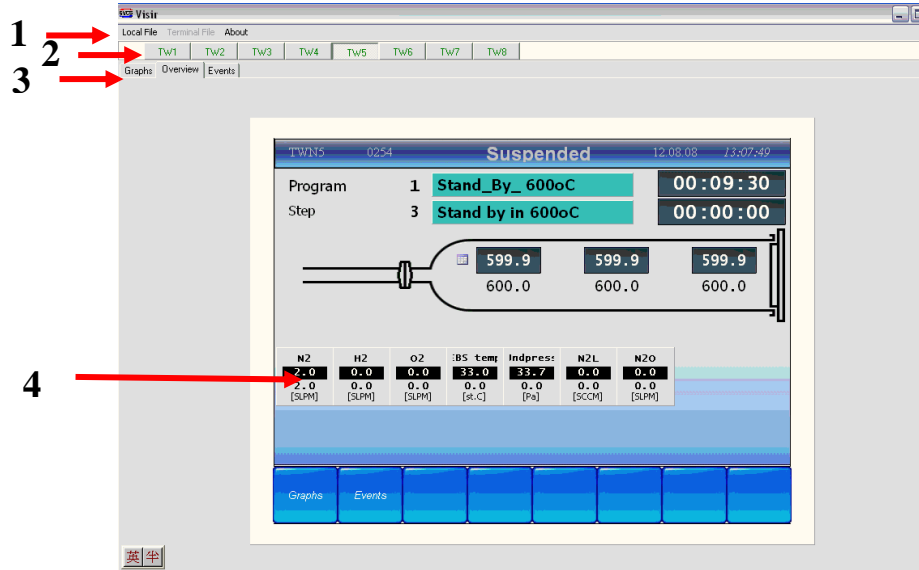 Visir
1 Local File Terminal File About
2 TW1 TW2 TW3 TW4 TW5 TW6 TW7 TW8
3 Graphs Overview Events
TWN5 0254 Suspended 12.08.08 13:07:49
Program 1 Stand_By_ 600oC 00:09:30
Step 3 Stand by in 600oC 00:00:00
599.9 599.9 599.9
600.0 600.0 600.0
N2 H2 O2 EBS temp Indpress N2L N2O
4 2.0 0.0 0.0 33.0 33.7 0.0 0.0
2.0 0.0 0.0 0.0 0.0 0.0 0.0
[SLPM] [SLPM] [SLPM] [st.C] [Pa] [SCCM] [SLPM]
Graphs Events
英 半